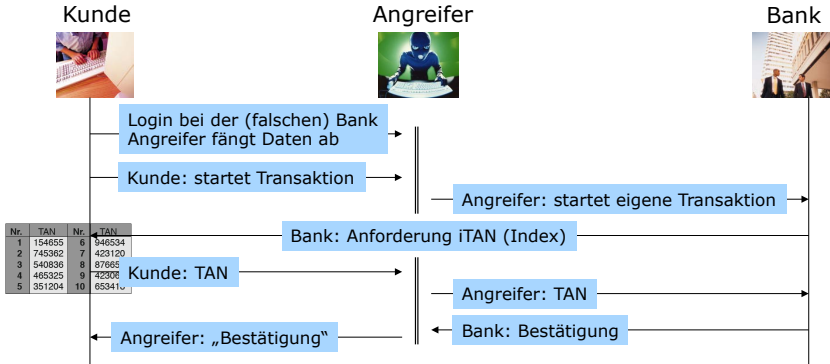 Kunde
Angreifer
Bank
Login bei der (falschen) Bank
Angreifer fängt Daten ab
Kunde: startet Transaktion
Angreifer: startet eigene Transaktion
Bank: Anforderung iTAN (Index)
Nr. TAN Nr. TAN
1 154655 6 946534
2 745362 7 423120
3 540836 8
4 465325 9
5 351204 10
Kunde: TAN
Angreifer: TAN
Bank: Bestätigung
Angreifer: „Bestätigung“